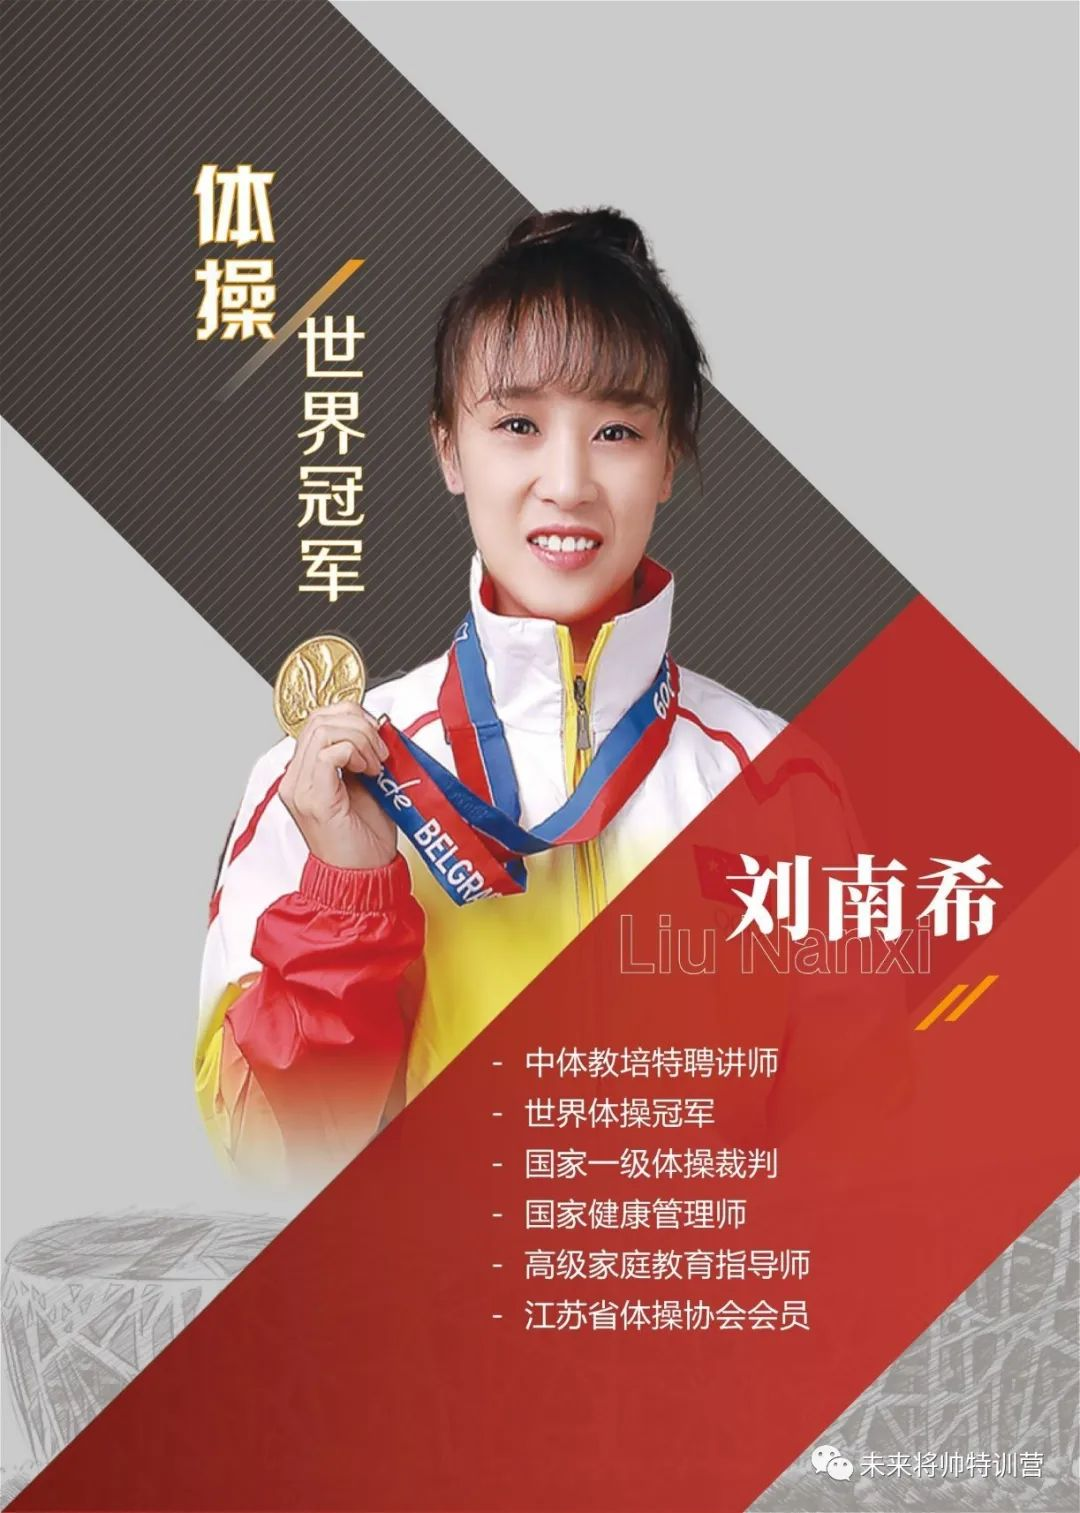 体操
世界冠军
nde BELGRA
600
刘南希
Liu Nanxi
- 中体教培特聘讲师
- 世界体操冠军
- 国家一级体操裁判
- 国家健康管理师
- 高级家庭教育指导师
- 江苏省体操协会会员
未来将帅特训营